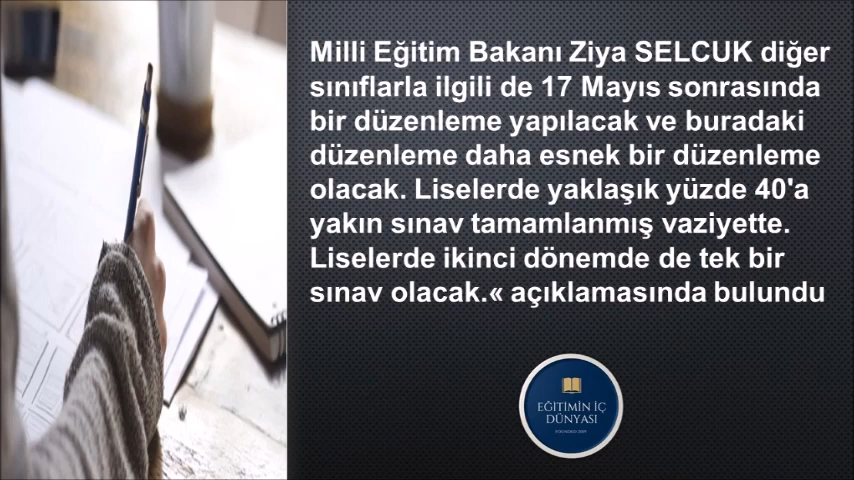 Milli Eğitim Bakanı Ziya SELCUK diğer
sınıflarla ilgili de 17 Mayıs sonrasında
bir düzenleme yapılacak ve buradaki
düzenleme daha esnek bir düzenleme
olacak. Liselerde yaklaşık yüzde 40'a
yakın sınav tamamlanmış vaziyette.
Liselerde ikinci dönemde de tek bir
sınav olacak.« açıklamasında bulundu
EĞİTİMİN İÇ
DÜNYASI